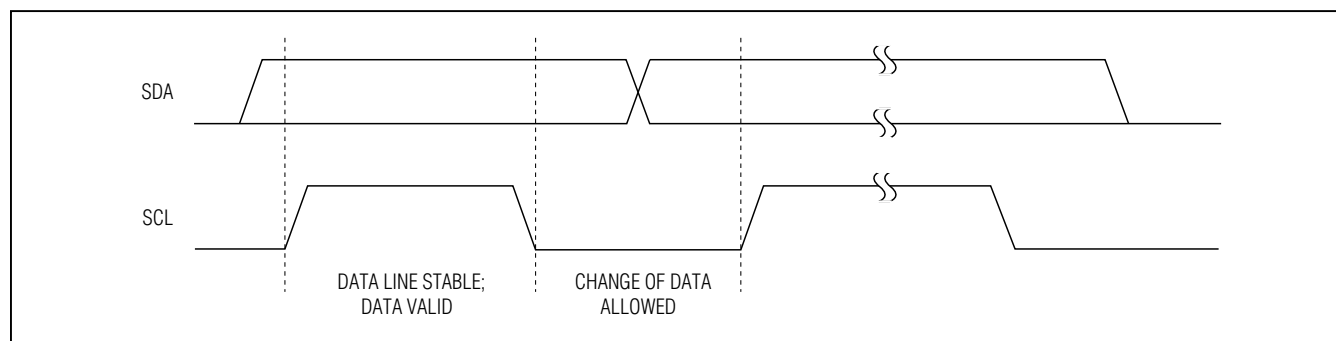 SDA
SCL
DATA LINE STABLE;
DATA VALID
CHANGE OF DATA
ALLOWED